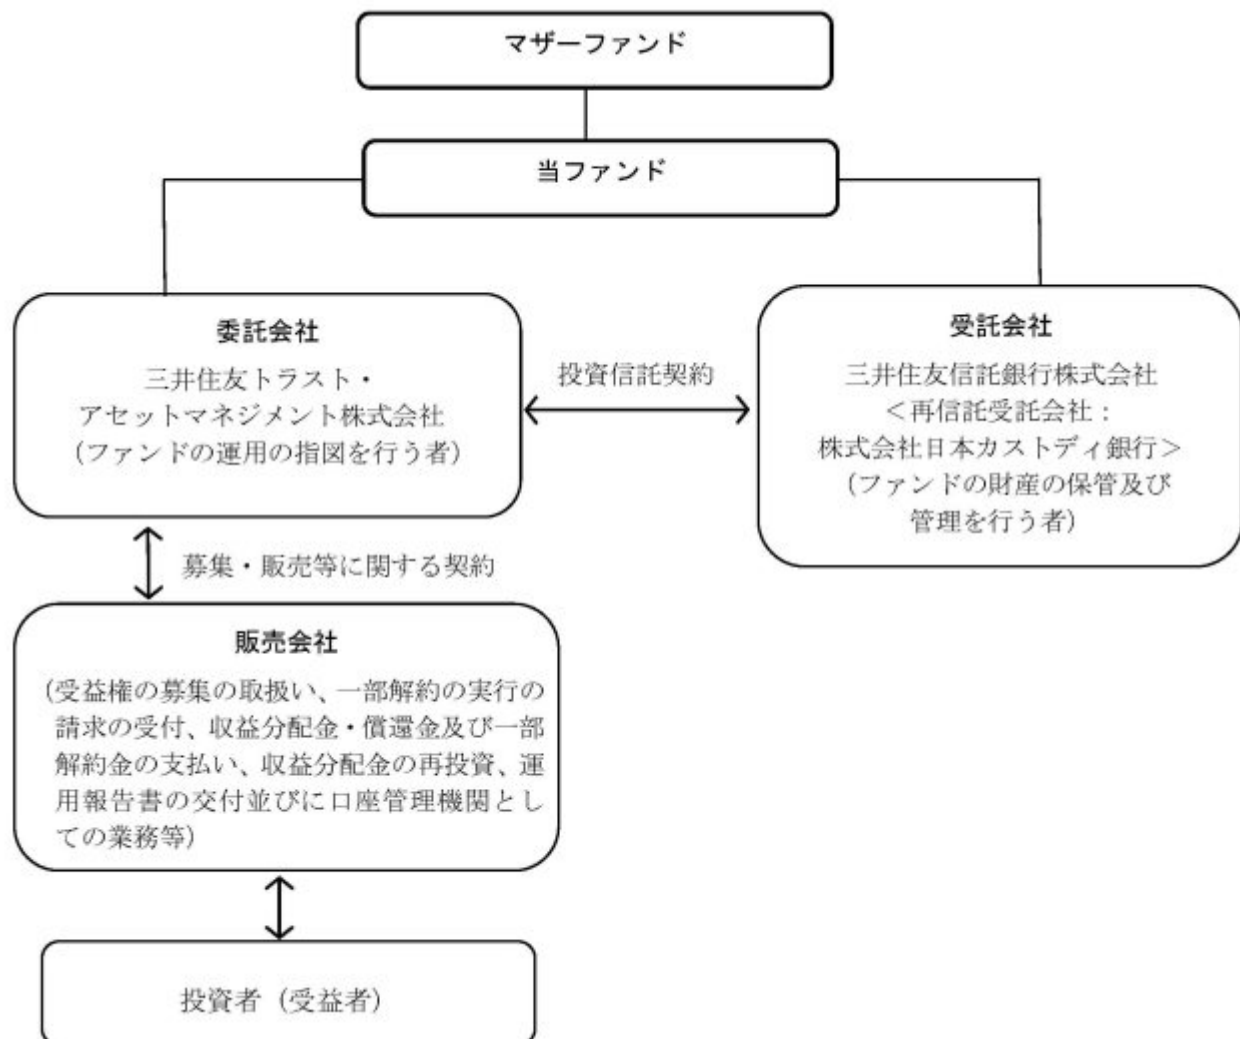 マザーファンド
当ファンド
委託会社
三井住友トラスト・
アセットマネジメント株式会社
（ファンドの運用の指図を行う者）
投資信託契約
受託会社
三井住友信託銀行株式会社
＜再信託受託会社：
株式会社日本カストディ銀行＞
（ファンドの財産の保管及び
管理を行う者）
募集・販売等に関する契約
販売会社
（受益権の募集の取扱い、一部解約の実行の
請求の受付、収益分配金・償還金及び一部
解約金の支払い、収益分配金の再投資、運
用報告書の交付並びに口座管理機関とし
ての業務等）
投資者（受益者）